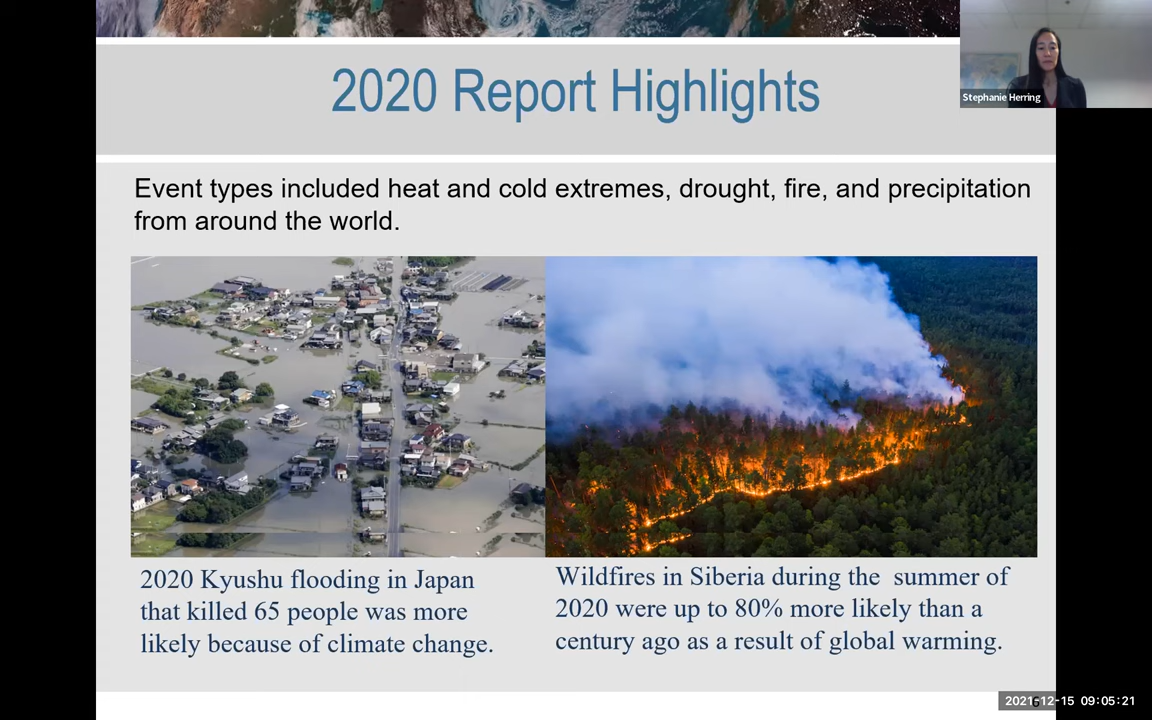 2020 Report Highlights
Stephanie Herring
Event types included heat and cold extremes, drought, fire, and precipitation
from around the world.
2020 Kyushu flooding in Japan
that killed 65 people was more
likely because of climate change.
Wildfires in Siberia during the  summer of
2020 were up to 80% more likely than a
century ago as a result of global warming.
2021-12-15 09:05:21
6